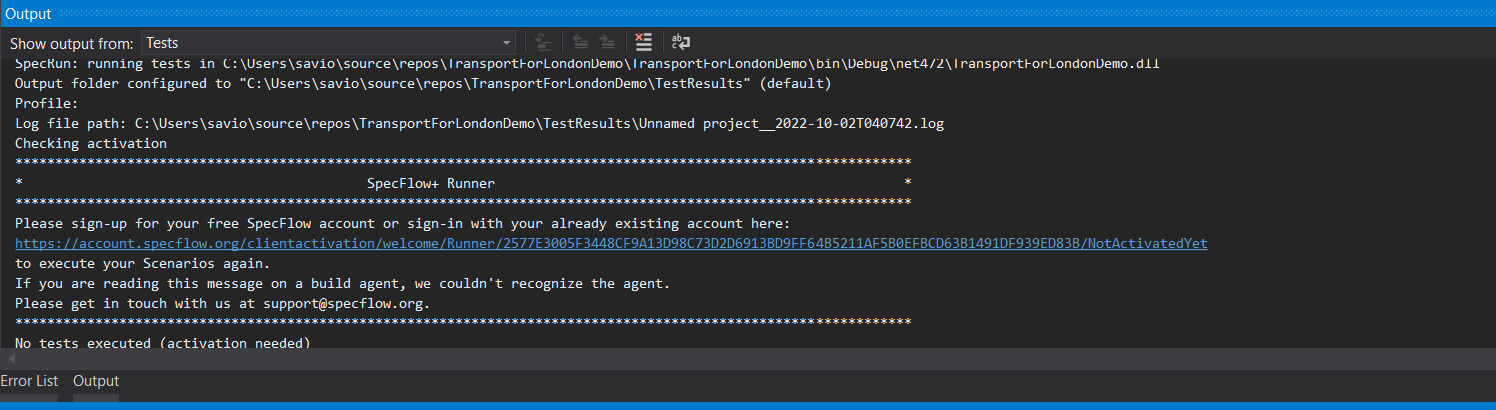 Output
Show output from: Tests
SpecRun: running tests in C:\Users\savio\source\repos\TransportForLondonDemo\TransportForLondonDemo\bin\Debug\net472\TransportForLondonDemo.dll
Output folder configured to "C:\Users\savio\source\repos\TransportForLondonDemo\TestResults" (default)
Profile:
Log file path: C:\Users\savio\source\repos\TransportForLondonDemo\TestResults\Unnamed project__2022-10-02T040742.log
Checking activation
****************************************************************************************************************
* SpecFlow+ Runner *
****************************************************************************************************************
Please sign-up for your free SpecFlow account or sign-in with your already existing account here:
https://account.specflow.org/clientactivation/welcome/Runner/2577E3005F3448CF9A13D98C73D2D6913BD9FF64B5211AF5B0EFBCD63B1491DF939ED83B/NotActivatedYet
to execute your Scenarios again.
If you are reading this message on a build agent, we couldn't recognize the agent.
Please get in touch with us at support@specflow.org.
****************************************************************************************************************
No tests executed (activation needed)
Error List Output